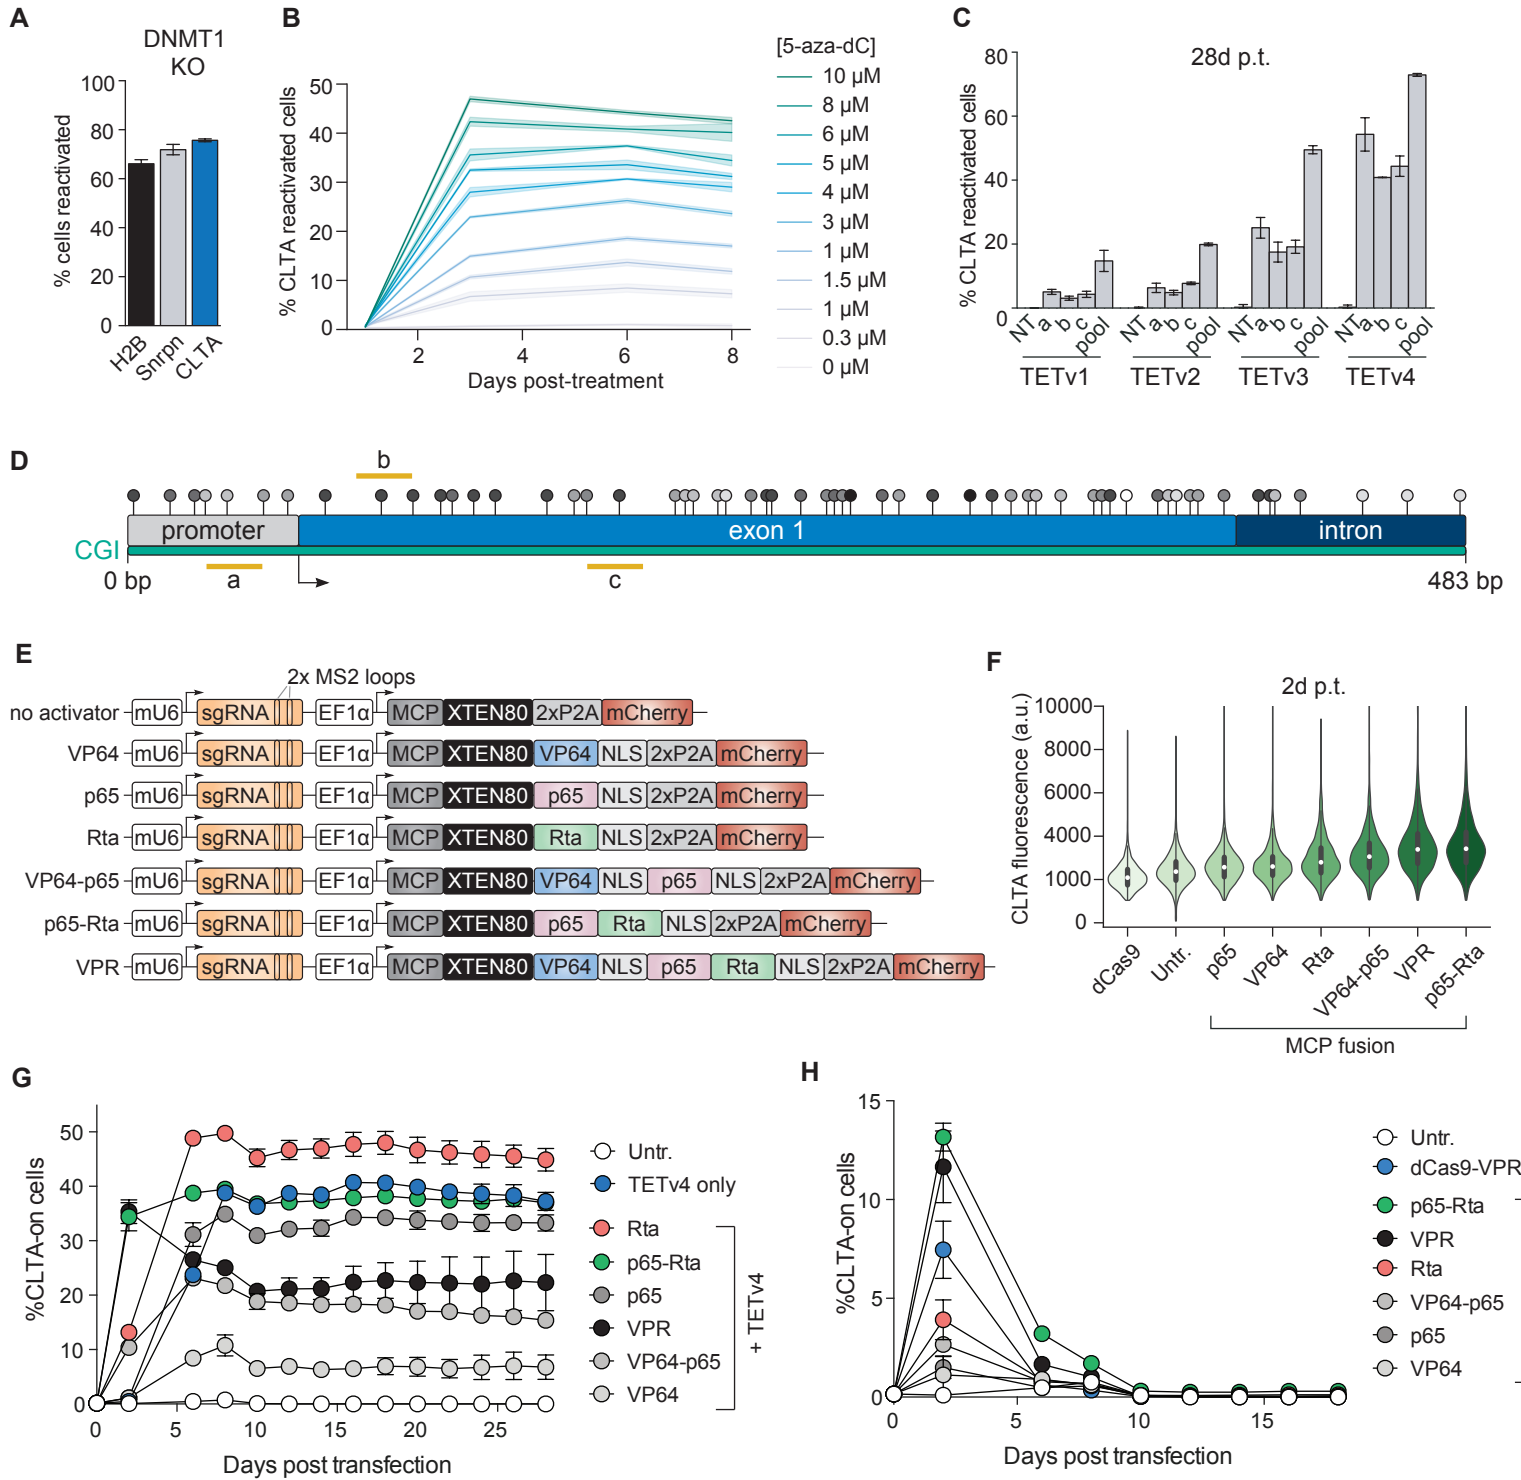 A
DNMT1
KO
% cells reactivated
100
80
60
40
20
0
H2B
Snrpn
CLTA
B
% CLTA reactivated cells
50
40
30
20
10
0
2
4
6
8
Days post-treatment
[5-aza-dC]
10 µM
8 µM
6 µM
5 µM
4 µM
3 µM
1 µM
1.5 µM
1 µM
0.3 µM
0 µM
C
28d p.t.
% CLTA reactivated cells
80
60
40
20
0
NT a b c pool
NT a b c pool
NT a b c pool
NT a b c pool
TETv1
TETv2
TETv3
TETv4
D
b
promoter
exon 1
intron
CGI
0 bp
a
c
483 bp
E
2x MS2 loops
no activator mU6 sgRNA EF1α MCP XTEN80 2xP2A mCherry
VP64 mU6 sgRNA EF1α MCP XTEN80 VP64 NLS 2xP2A mCherry
p65 mU6 sgRNA EF1α MCP XTEN80 p65 NLS 2xP2A mCherry
Rta mU6 sgRNA EF1α MCP XTEN80 Rta NLS 2xP2A mCherry
VP64-p65 mU6 sgRNA EF1α MCP XTEN80 VP64 NLS p65 NLS 2xP2A mCherry
p65-Rta mU6 sgRNA EF1α MCP XTEN80 p65 Rta NLS 2xP2A mCherry
VPR mU6 sgRNA EF1α MCP XTEN80 VP64 NLS p65 Rta NLS 2xP2A mCherry
F
2d p.t.
CLTA fluorescence (a.u.)
10000
8000
4000
1000
0
dCas9
Untr.
p65
VP64
Rta
VP64-p65
VPR
p65-Rta
MCP fusion
G
%CLTA-on cells
50
40
30
20
10
0
0
5
10
15
20
25
Days post transfection
Untr.
TETv4 only
Rta
p65-Rta
p65
VPR
VP64-p65
VP64
+ TETv4
H
%CLTA-on cells
15
10
5
0
0
5
10
15
Days post transfection
Untr.
dCas9-VPR
p65-Rta
VPR
Rta
VP64-p65
p65
VP64